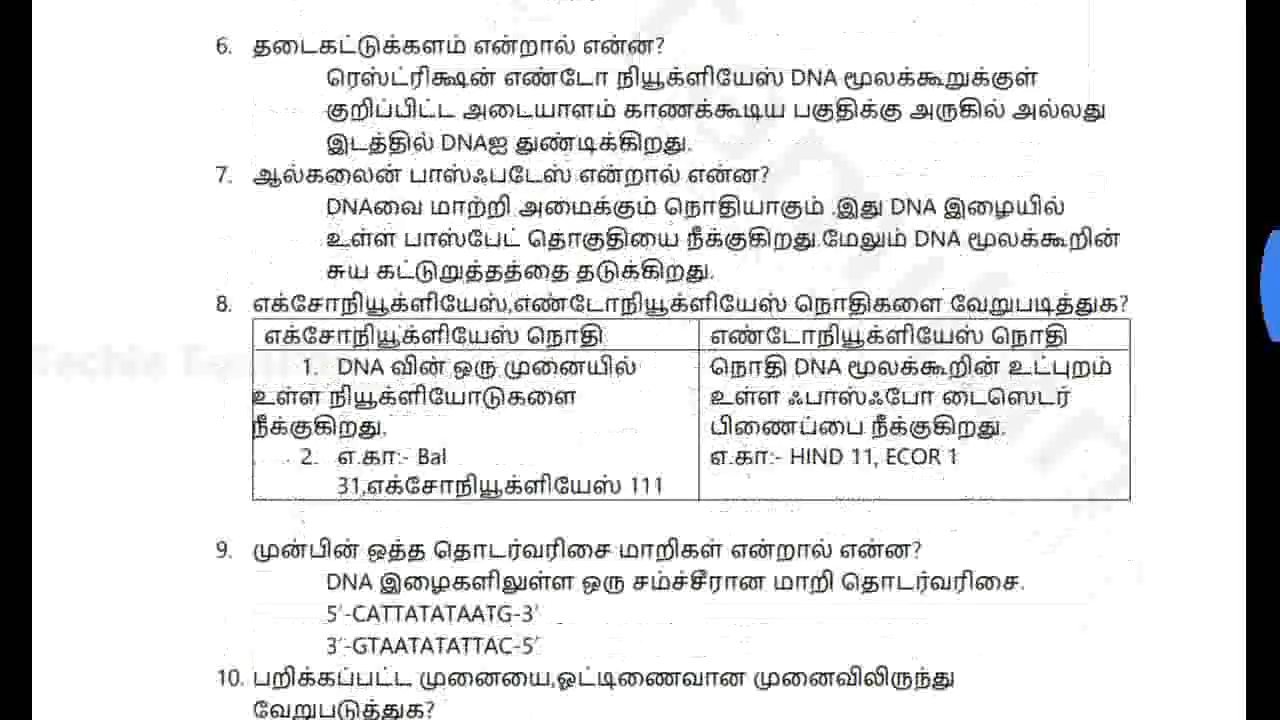 6. தடைகட்டுக்களம் என்றால் என்ன?
ரெஸ்ட்ரிக்ஷன் எண்டோ நியூக்ளியேஸ் DNA மூலக்கூறுக்குள்
குறிப்பிட்ட அடையாளம் காணக்கூடிய பகுதிக்கு அருகில் அல்லது
இடத்தில் DNAஐ துண்டிக்கிறது.
7. ஆல்கலைன் பாஸ்ஃபடேஸ் என்றால் என்ன?
DNAவை மாற்றி அமைக்கும் நொதியாகும் .இது DNA இழையில்
உள்ள பாஸ்பேட் தொகுதியை நீக்குகிறது.மேலும் DNA மூலக்கூறின்
சுய கட்டுறுத்தத்தை தடுக்கிறது.
8. எக்சோநியூக்ளியேஸ்,எண்டோநியூக்ளியேஸ் நொதிகளை வேறுபடித்துக?
எக்சோநியூக்ளியேஸ் நொதி எண்டோநியூக்ளியேஸ் நொதி
1. DNA வின் ஒரு முனையில் நொதி DNA மூலக்கூறின் உட்புறம்
உள்ள நியூக்ளியோடுகளை உள்ள ஃபாஸ்ஃபோ டைஸெடர்
நீக்குகிறது. பிணைப்பை நீக்குகிறது.
2. எ.கா:- Bal எ.கா:- HIND 11, ECOR 1
31,எக்சோநியூக்ளியேஸ் 111
9. முன்பின் ஒத்த தொடர்வரிசை மாறிகள் என்றால் என்ன?
DNA இழைகளிலுள்ள ஒரு சம்ச்சீரான மாறி தொடர்வரிசை.
5′-CATTATATAATG-3′
3′-GTAATATATTAC-5′
10. பறிக்கப்பட்ட முனையை,ஒட்டிணைவான முனைவிலிருந்து
வேறுபடுத்துக?